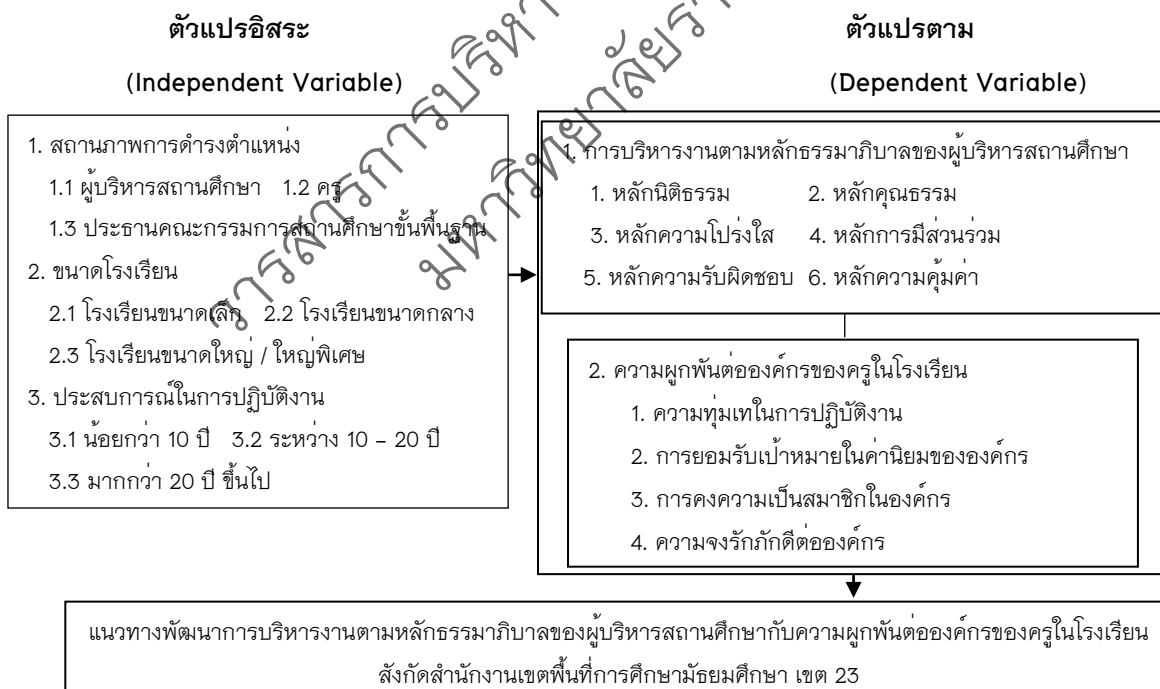 ตัวแปรอิสระ
(Independent Variable)
1. สถานภาพการดำรงตำแหน่ง
1.1 ผู้บริหารสถานศึกษา 1.2 ครู
1.3 ประธานคณะกรรมการสถานศึกษาขั้นพื้นฐาน
2. ขนาดโรงเรียน
2.1 โรงเรียนขนาดเล็ก 2.2 โรงเรียนขนาดกลาง
2.3 โรงเรียนขนาดใหญ่ / ใหญ่พิเศษ
3. ประสบการณ์ในการปฏิบัติงาน
3.1 น้อยกว่า 10 ปี 3.2 ระหว่าง 10 – 20 ปี
3.3 มากกว่า 20 ปี ขึ้นไป
ตัวแปรตาม
(Dependent Variable)
1. การบริหารงานตามหลักธรรมาภิบาลของผู้บริหารสถานศึกษา
1. หลักนิติธรรม 2. หลักคุณธรรม
3. หลักความโปร่งใส 4. หลักการมีส่วนร่วม
5. หลักความรับผิดชอบ 6. หลักความคุ้มค่า
2. ความผูกพันต่อองค์กรของครูในโรงเรียน
1. ความทุ่มเทในการปฏิบัติงาน
2. การยอมรับเป้าหมายในค่านิยมขององค์กร
3. การคงความเป็นสมาชิกในองค์กร
4. ความจงรักภักดีต่อองค์กร
แนวทางพัฒนาการบริหารงานตามหลักธรรมาภิบาลของผู้บริหารสถานศึกษากับความผูกพันต่อองค์กรของครูในโรงเรียน
สังกัดสำนักงานเขตพื้นที่การศึกษามัธยมศึกษา เขต 23
วารสารการบริหา
มหาวิทยาลัยรา